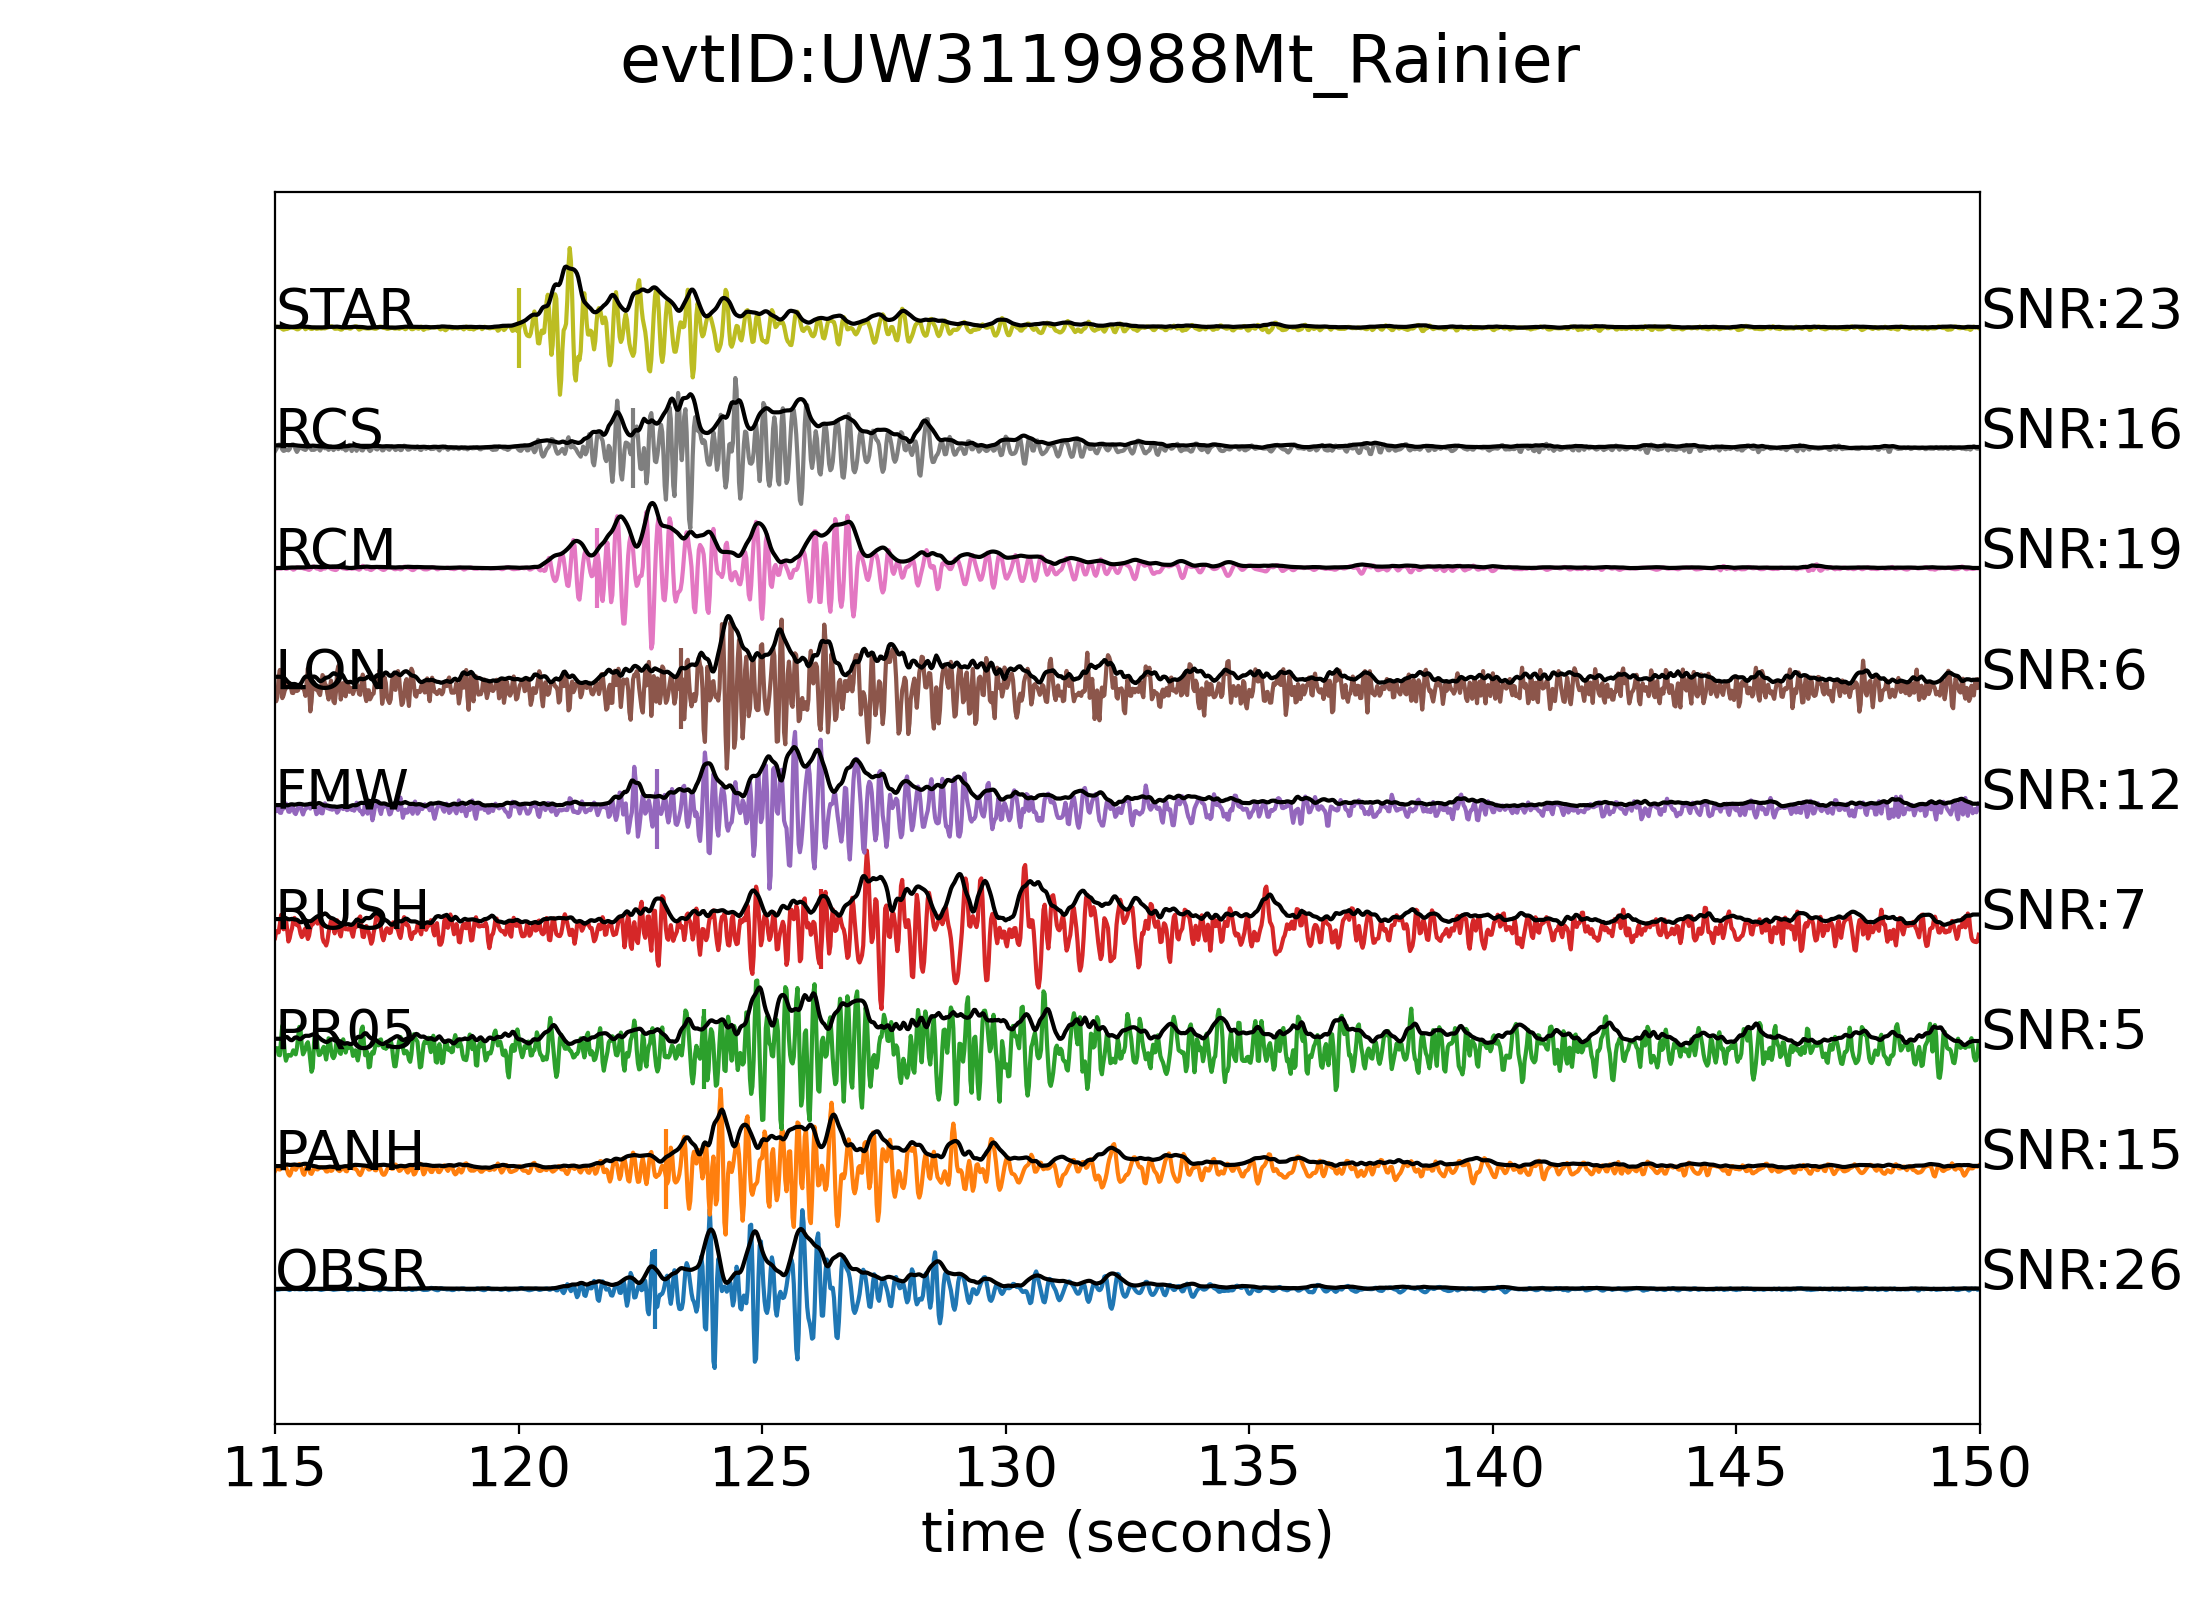 evtID:UW3119988Mt_Rainier
STAR SNR:23
RCS SNR:16
RCM SNR:19
LON SNR:6
FMW SNR:12
RUSH SNR:7
PR05 SNR:5
PANH SNR:15
OBSR SNR:26
115 120 125 130 135 140 145 150
time (seconds)